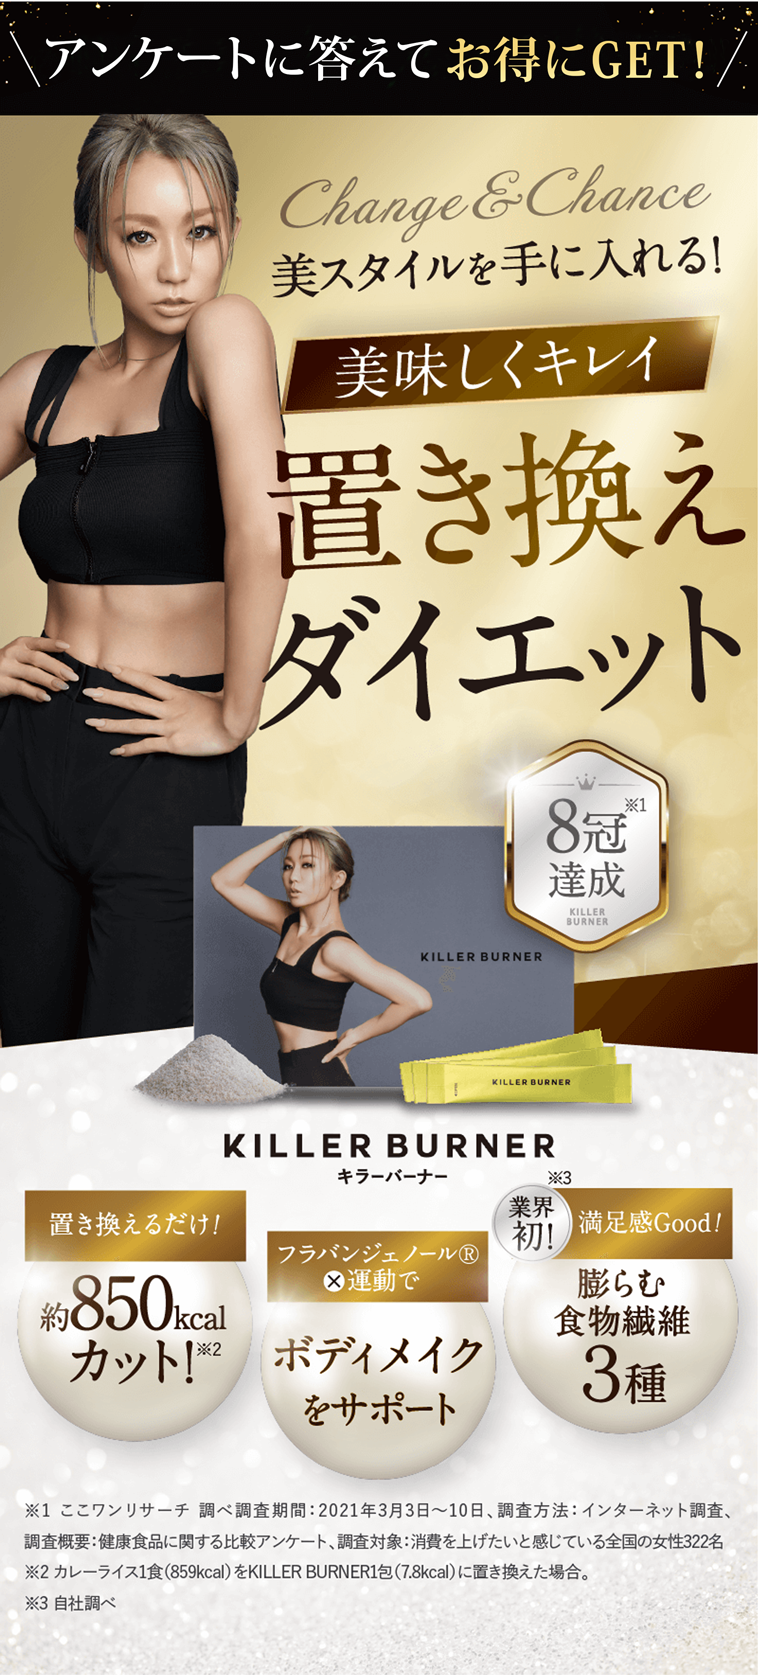 アンケートに答えてお得にGET!
Change&Chance
美スタイルを手に入れる!
美味しくキレイ
置き換え
ダイエット
8冠※1
達成
KILLER
BURNER
KILLER BURNER
KILLER BURNER
KILLER BURNER
キラーバーナー
置き換えるだけ!
約850kcal
カット!※2
フラバンジェノール®
×運動で
ボディメイク
をサポート
※3
業界
初!
満足感Good!
膨らむ
食物繊維
3種
※1 ここワンリサーチ 調べ調査期間：2021年3月3日～10日、調査方法：インターネット調査、
調査概要：健康食品に関する比較アンケート、調査対象：消費を上げたいと感じている全国の女性322名
※2 カレーライス1食(859kcal)をKILLER BURNER1包(7.8kcal)に置き換えた場合。
※3 自社調べ